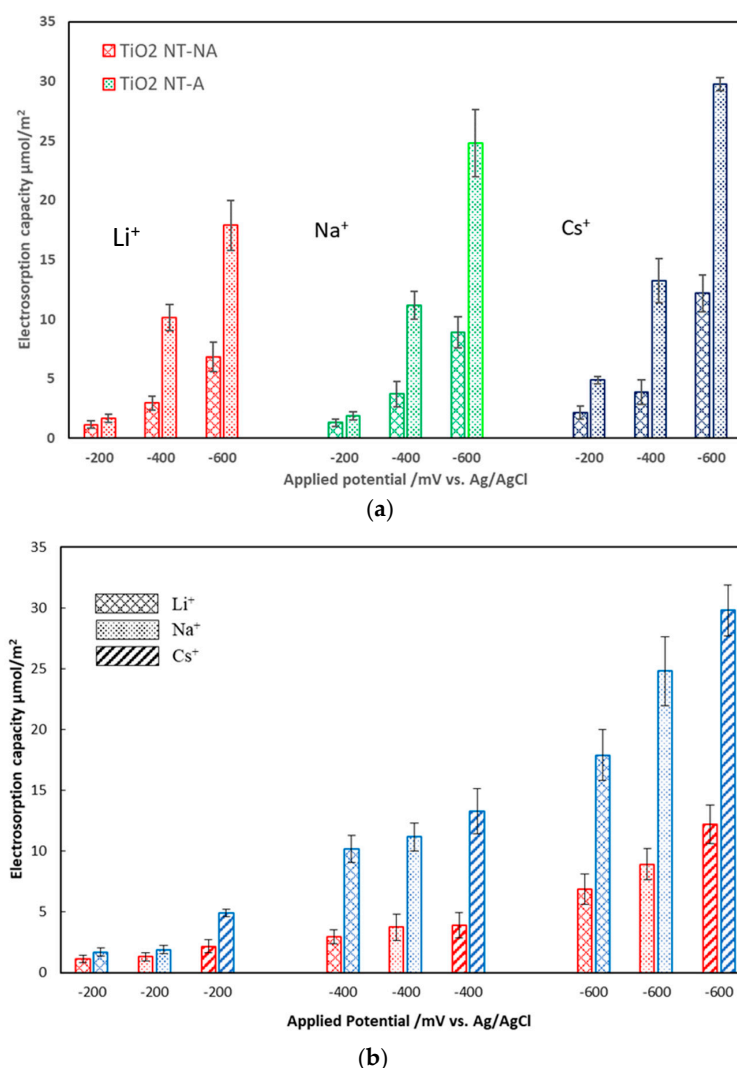 35
TiO2 NT-NA
30
TiO2 NT-A
25
20
15
10
5
0
Electrosorption capacity µmol/m²
Li⁺
Na⁺
Cs⁺
-200 -400 -600 -200 -400 -600 -200 -400 -600
Applied potential /mV vs. Ag/AgCl
(a)
35
30
25
20
15
10
5
0
Electrosorption capacity µmol/m²
Li⁺
Na⁺
Cs⁺
-200 -200 -200 -400 -400 -400 -600 -600 -600
Applied Potential /mV vs. Ag/AgCl
(b)